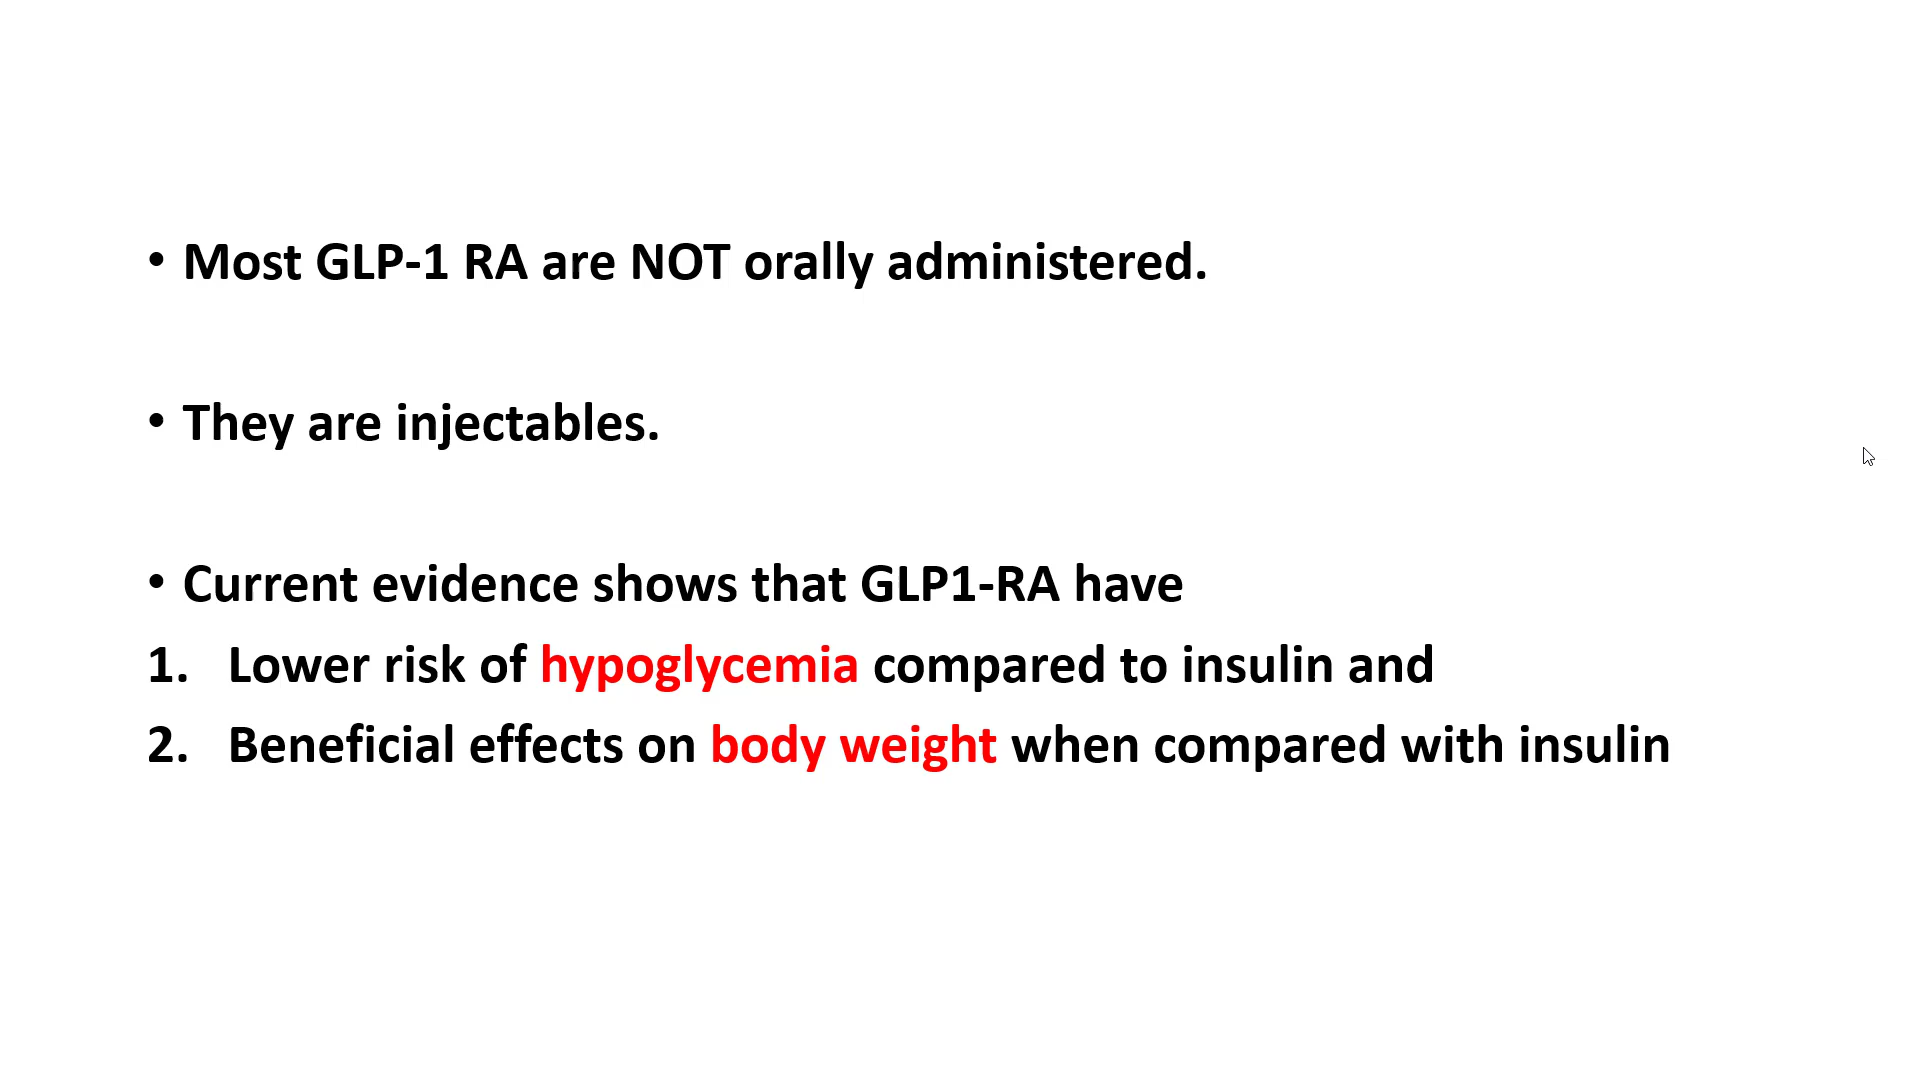 • Most GLP-1 RA are NOT orally administered.
• They are injectables.
• Current evidence shows that GLP1-RA have
1. Lower risk of hypoglycemia compared to insulin and
2. Beneficial effects on body weight when compared with insulin